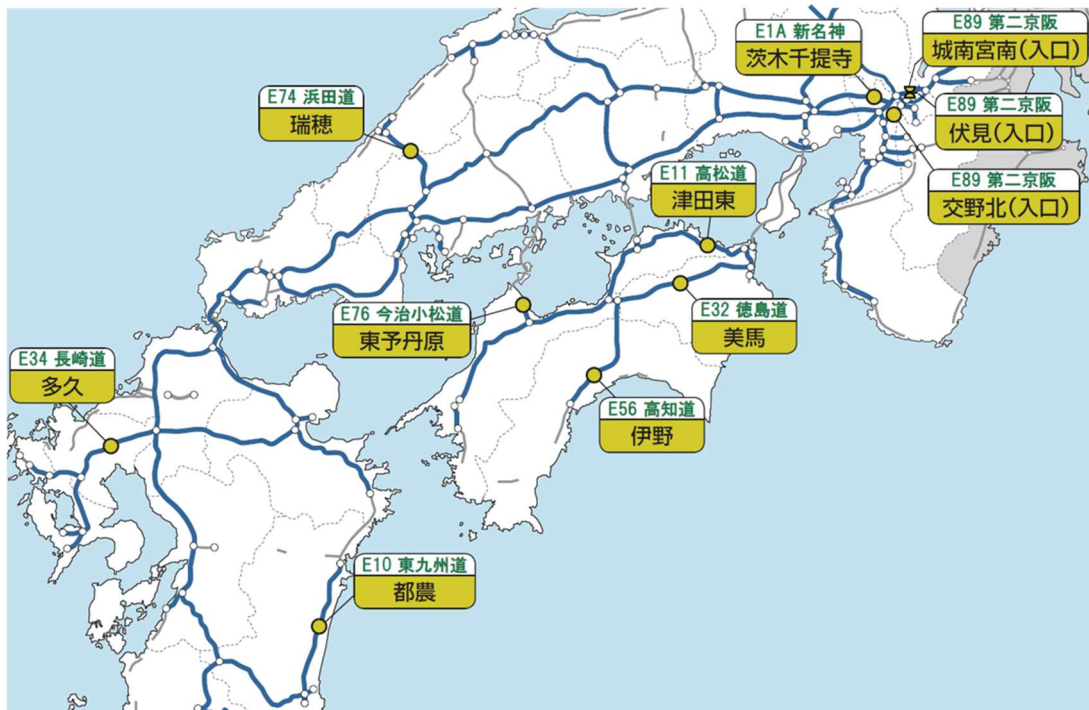 E1A 新名神
茨木千提寺
E89 第二京阪
城南宮南(入口)
E74 浜田道
瑞穂
E89 第二京阪
伏見(入口)
E11 高松道
津田東
E89 第二京阪
交野北(入口)
E76 今治小松道
東予丹原
E32 徳島道
美馬
E34 長崎道
多久
E56 高知道
伊野
E10 東九州道
都農